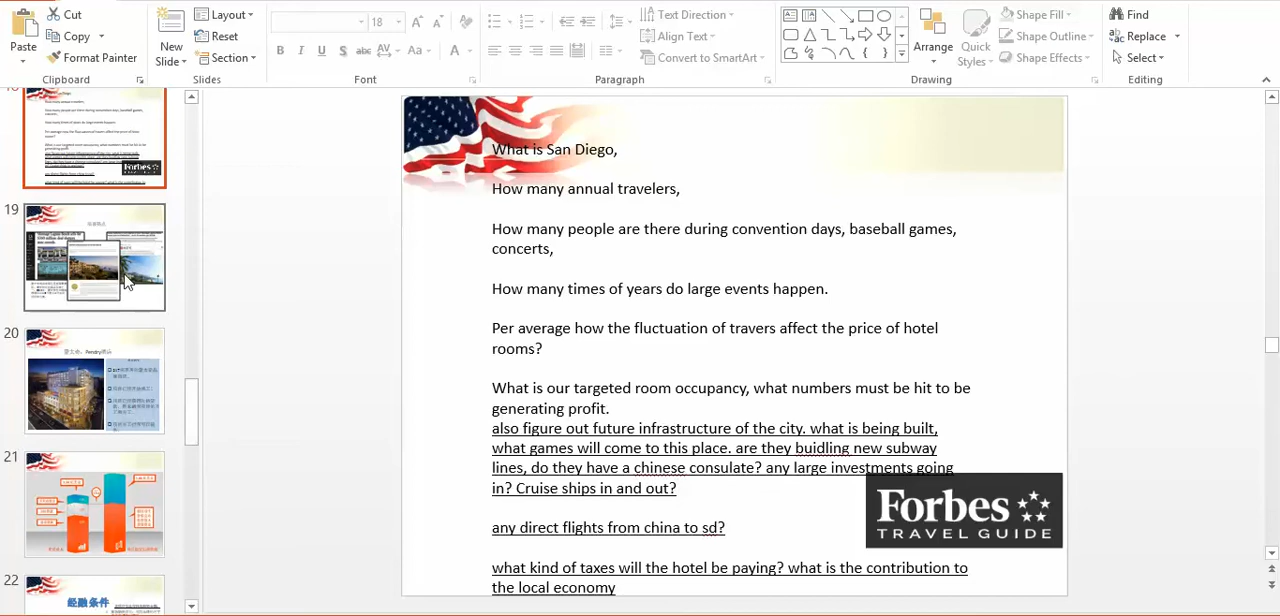 Cut
Copy
Format Painter
Paste
Clipboard
New
Slide
Layout
Reset
Section
Slides
18
B I U S abc AV Aa A
Font
Text Direction
Align Text
Convert to SmartArt
Paragraph
Arrange
Quick
Styles
Shape Fill
Shape Outline
Shape Effects
Drawing
Find
Replace
Select
Editing
Forbes
19
20
21
22
What is San Diego,
How many annual travelers,
How many people are there during convention days, baseball games,
concerts,
How many times of years do large events happen.
Per average how the fluctuation of travers affect the price of hotel
rooms?
What is our targeted room occupancy, what numers must be hit to be
generating profit.
also figure out future infrastructure of the city. what is being built,
what games will come to this place. are they buidling new subway
lines, do they have a chinese consulate? any large investments going
in? Cruise ships in and out?
any direct flights from china to sd?
what kind of taxes will the hotel be paying? what is the contribution to
the local economy
Forbes
TRAVEL GUIDE